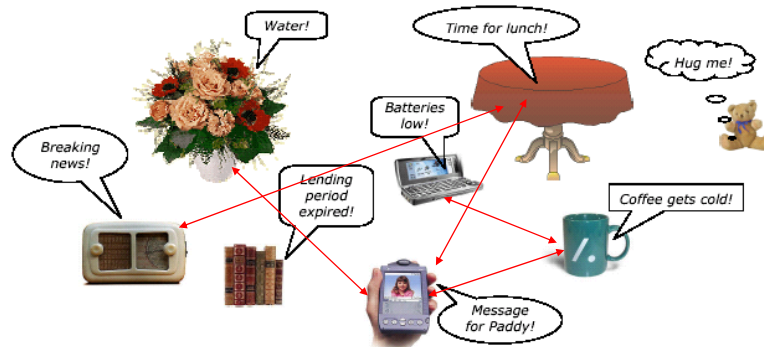 Water!
Time for lunch!
Hug me!
Batteries
low!
Breaking
news!
Lending
period
expired!
Coffee gets cold!
Message
for Paddy!